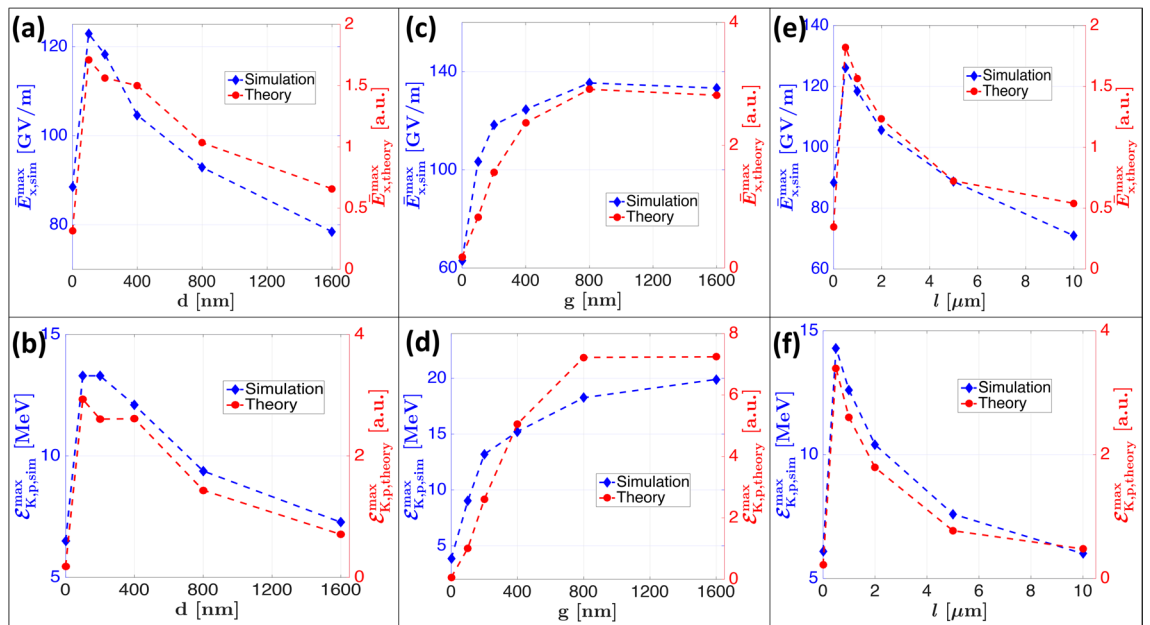 (a)
120
100
80
2
1.5
1
0.5
0
Simulation
Theory
Ē^max_x,sim [GV/m]
Ē^max_x,theory [a.u.]
0 400 800 1200 1600
d [nm]
(c)
140
100
60
4
2
0
Simulation
Theory
Ē^max_x,sim [GV/m]
Ē^max_x,theory [a.u.]
0 400 800 1200 1600
g [nm]
(e)
140
120
100
80
60
2
1.5
1
0.5
0
Simulation
Theory
Ē^max_x,sim [GV/m]
Ē^max_x,theory [a.u.]
0 2 4 6 8 10
l [μm]
(b)
15
10
5
4
2
0
Simulation
Theory
ℰ^max_K,p,sim [MeV]
ℰ^max_K,p,theory [a.u.]
0 400 800 1200 1600
d [nm]
(d)
20
15
10
5
8
6
4
2
0
Simulation
Theory
ℰ^max_K,p,sim [MeV]
ℰ^max_K,p,theory [a.u.]
0 400 800 1200 1600
g [nm]
(f)
15
10
5
4
2
0
Simulation
Theory
ℰ^max_K,p,sim [MeV]
ℰ^max_K,p,theory [a.u.]
0 2 4 6 8 10
l [μm]